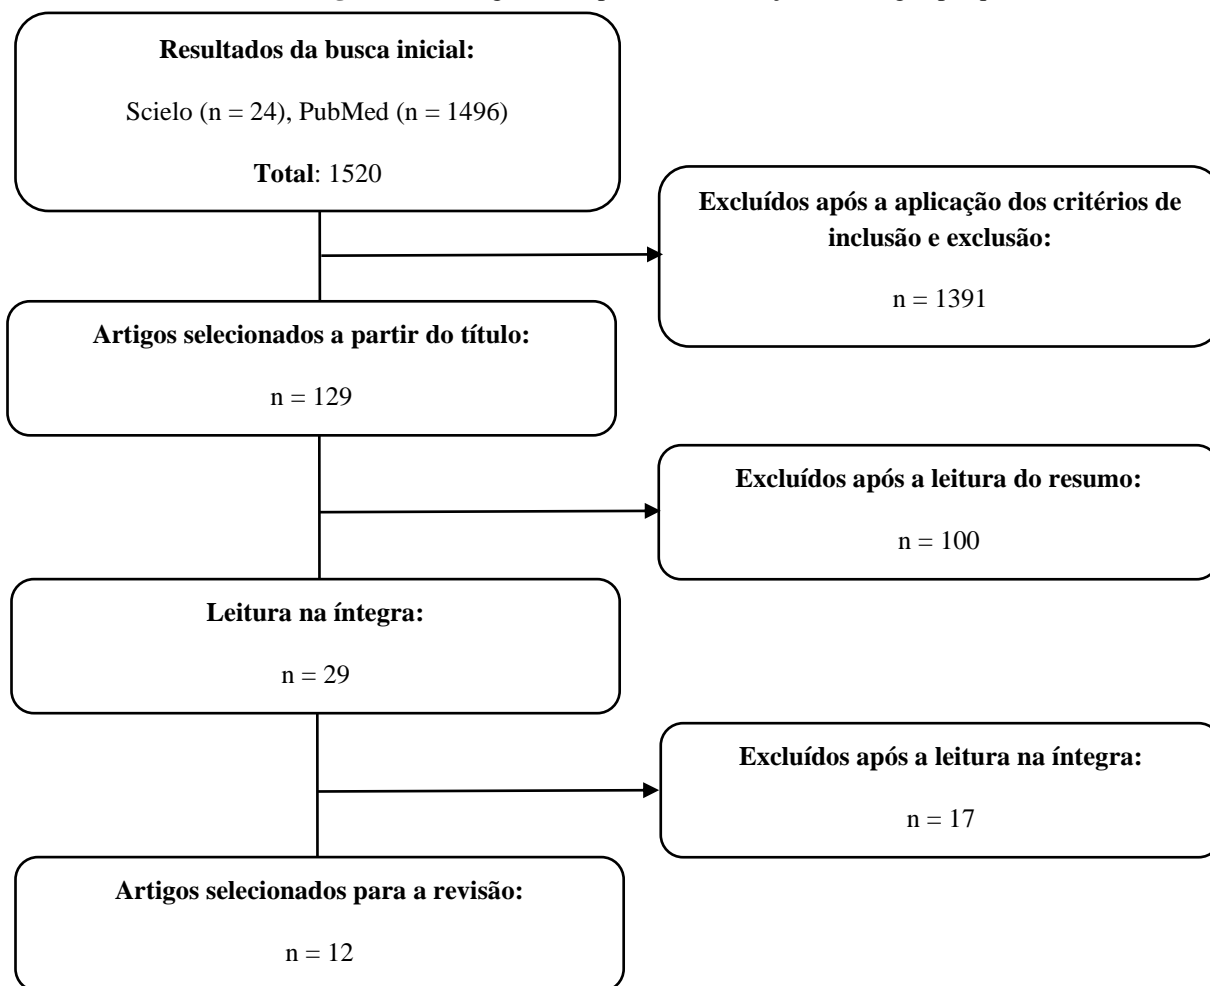 Resultados da busca inicial:
Scielo (n = 24), PubMed (n = 1496)
Total: 1520
Excluídos após a aplicação dos critérios de
inclusão e exclusão:
n = 1391
Artigos selecionados a partir do título:
n = 129
Excluídos após a leitura do resumo:
n = 100
Leitura na íntegra:
n = 29
Excluídos após a leitura na íntegra:
n = 17
Artigos selecionados para a revisão:
n = 12